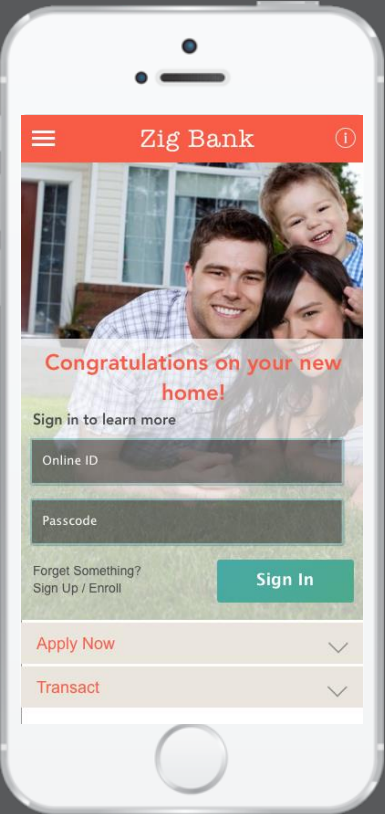 Zig Bank
Congratulations on your new
home!
Sign in to learn more
Online ID
Passcode
Forget Something?
Sign Up / Enroll
Sign In
Apply Now
Transact